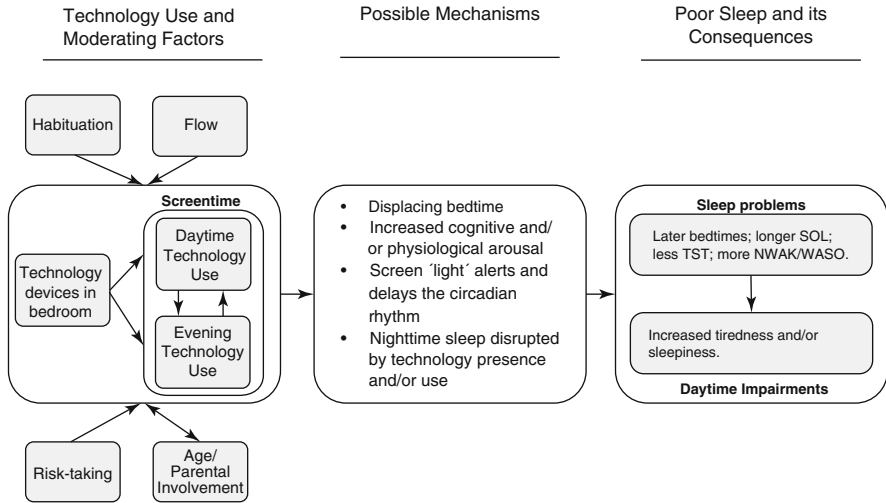 Technology Use and
Moderating Factors
Possible Mechanisms
Poor Sleep and its
Consequences
Habituation
Flow
Screentime
Daytime
Technology
Use
Technology
devices in
bedroom
Evening
Technology
Use
Risk-taking
Age/
Parental
Involvement
• Displacing bedtime
• Increased cognitive and/
or physiological arousal
• Screen ´light´ alerts and
delays the circadian
rhythm
• Nighttime sleep disrupted
by technology presence
and/or use
Sleep problems
Later bedtimes; longer SOL;
less TST; more NWAK/WASO.
Increased tiredness and/or
sleepiness.
Daytime Impairments